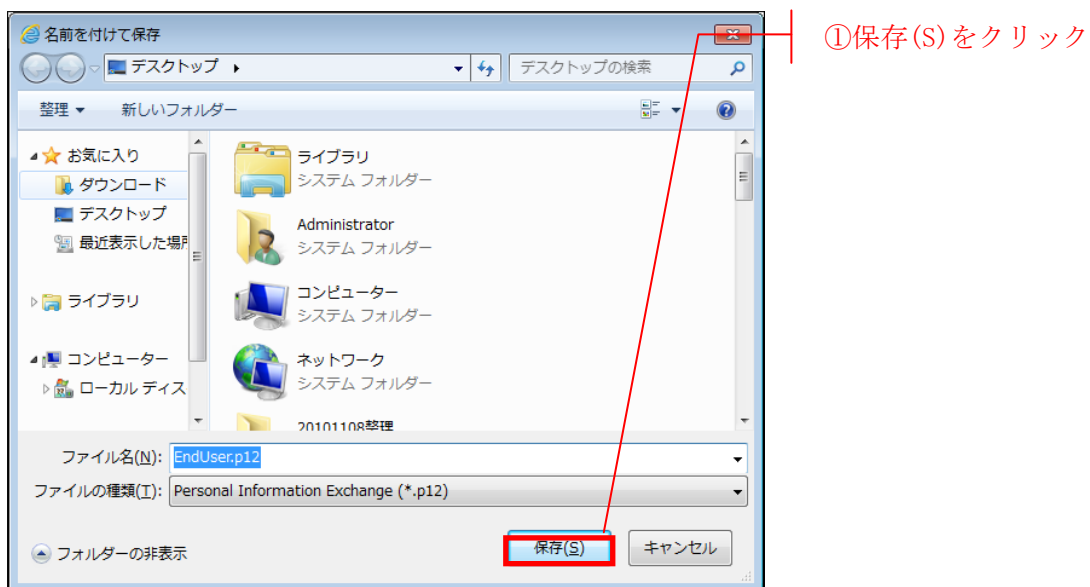 名前を付けて保存
①保存(S)をクリック
デスクトップ
デスクトップの検索
整理
新しいフォルダー
お気に入り
ダウンロード
デスクトップ
最近表示した場所
ライブラリ
コンピューター
ローカル ディス
ライブラリ
システム フォルダー
Administrator
システム フォルダー
コンピューター
システム フォルダー
ネットワーク
システム フォルダー
20101108整理
ファイル名(N):
EndUser.p12
ファイルの種類(T):
Personal Information Exchange (*.p12)
フォルダーの非表示
保存(S)
キャンセル